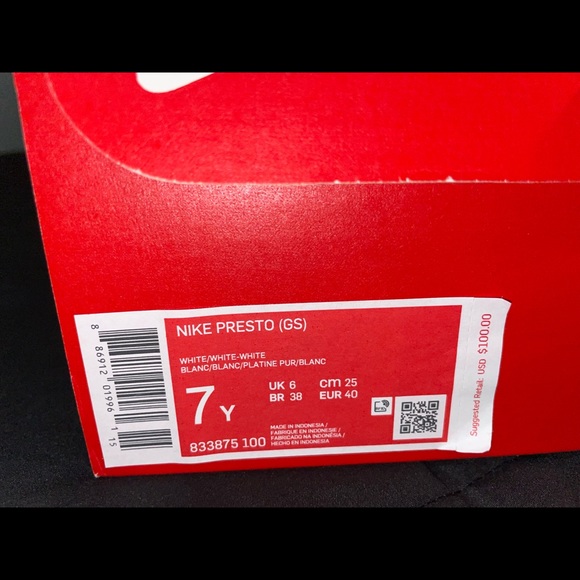 NIKE PRESTO (GS)
WHITE/WHITE-WHITE
BLANC/BLANC/PLATINE PUR/BLANC
7 Y
UK 6 cm 25
BR 38 EUR 40
833875 100
MADE IN INDONESIA /
FABRIQUE EN INDONESIE /
FABRICADO NA INDONÉSIA /
HECHO EN INDONESIA
8 86912 01996 1 15
Suggested Retail: USD $100.00